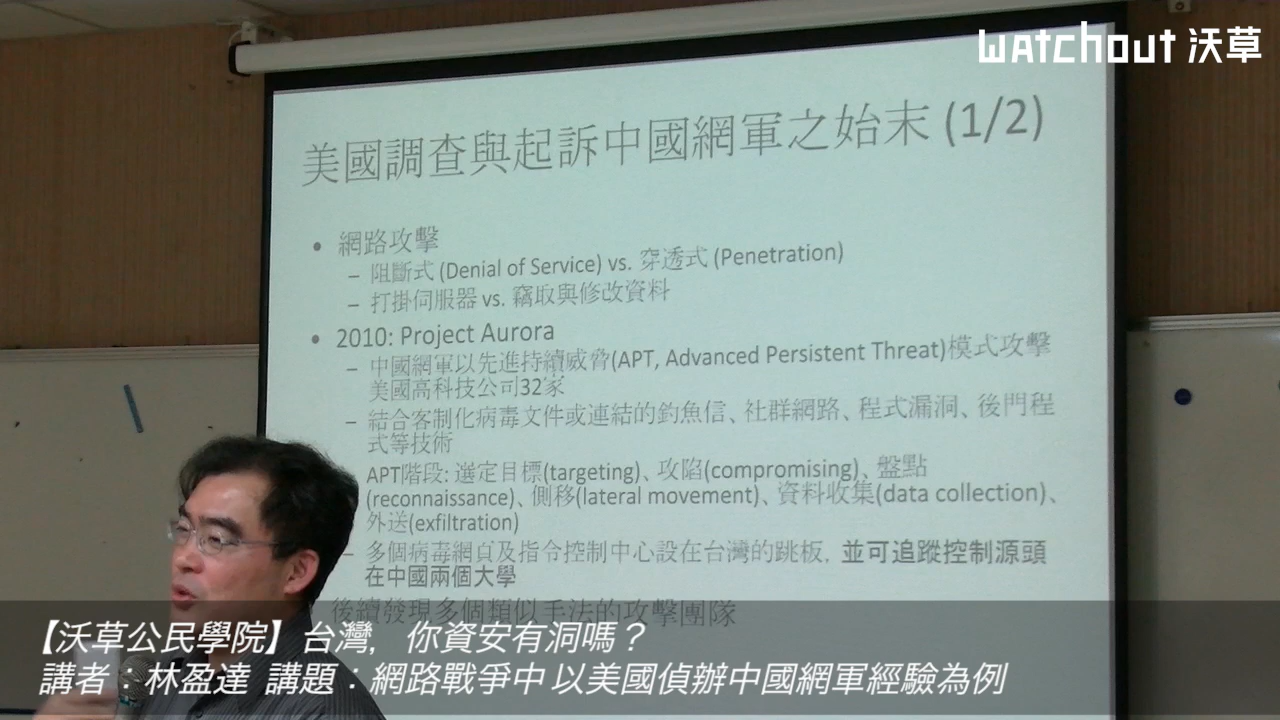 WATCHOUT 沃草
美國調查與起訴中國網軍之始末 (1/2)
• 網路攻擊
– 阻斷式 (Denial of Service) vs. 穿透式 (Penetration)
– 打掛伺服器 vs. 竊取與修改資料
• 2010: Project Aurora
– 中國網軍以先進持續威脅(APT, Advanced Persistent Threat)模式攻擊
美國高科技公司32家
– 結合客制化病毒文件或連結的釣魚信、社群網路、程式漏洞、後門程
式等技術
APT階段: 選定目標(targeting)、攻陷(compromising)、盤點
(reconnaissance)、側移(lateral movement)、資料收集(data collection)、
外送(exfiltration)
– 多個病毒網頁及指令控制中心設在台灣的跳板, 並可追蹤控制源頭
在中國兩個大學
後續發現多個類似手法的攻擊團隊
【沃草公民學院】台灣, 你資安有洞嗎？
講者：林盈達 講題：網路戰爭中 以美國偵辦中國網軍經驗為例